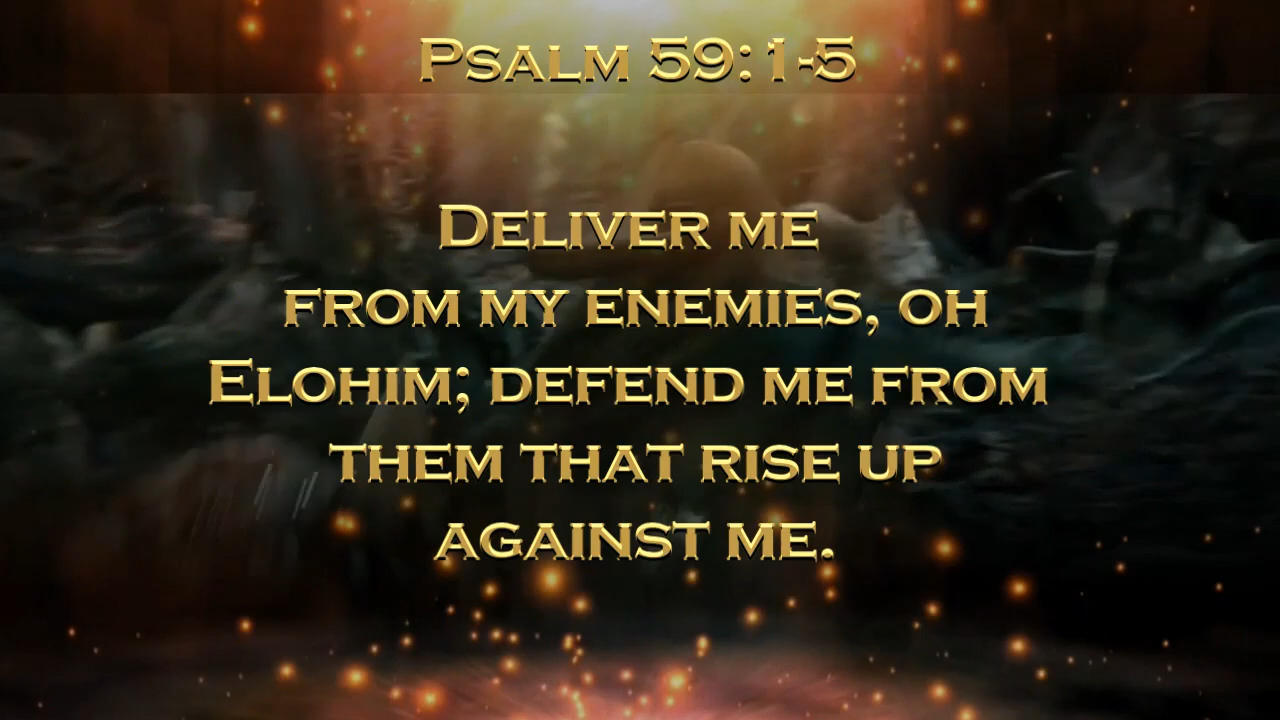 Psalm 59:1-5
Deliver me
from my enemies, oh
Elohim; defend me from
them that rise up
against me.